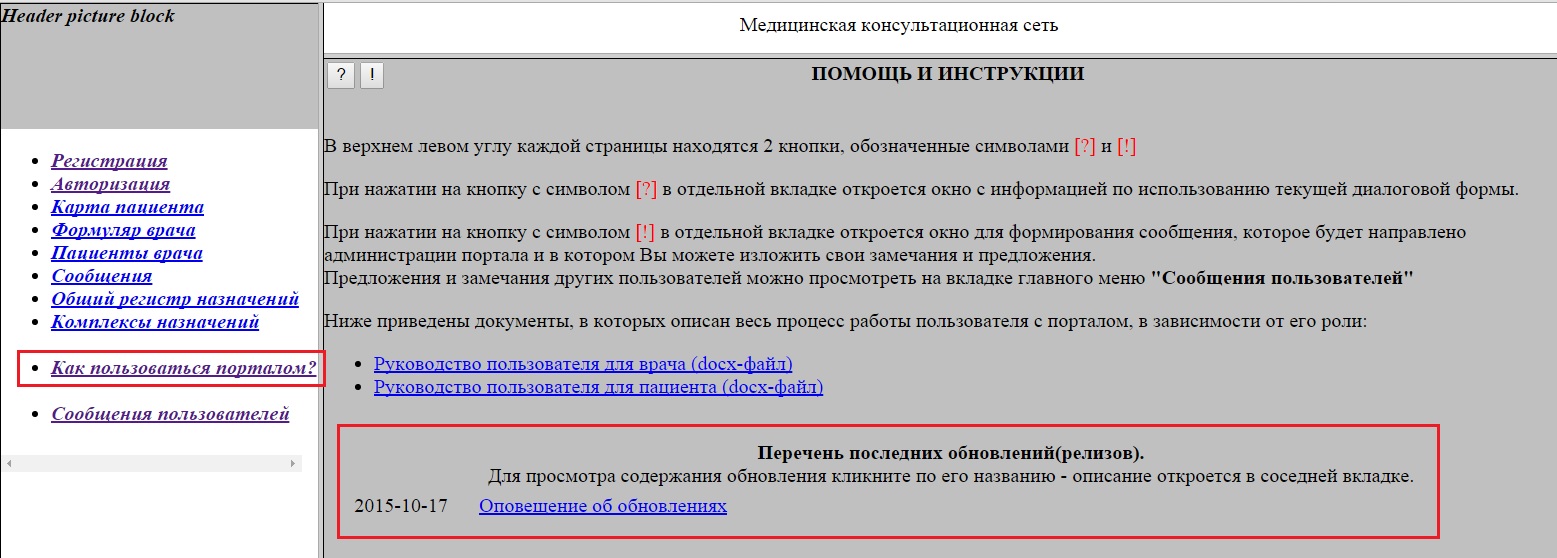 Header picture block
Регистрация
Авторизация
Карта пациента
Формуляр врача
Пациенты врача
Сообщения
Общий регистр назначений
Комплексы назначений
Как пользоваться порталом?
Сообщения пользователей
Медицинская консультационная сеть
? !
ПОМОЩЬ И ИНСТРУКЦИИ
В верхнем левом углу каждой страницы находятся 2 кнопки, обозначенные символами [?] и [!]
При нажатии на кнопку с символом [?] в отдельной вкладке откроется окно с информацией по использованию текущей диалоговой формы.
При нажатии на кнопку с символом [!] в отдельной вкладке откроется окно для формирования сообщения, которое будет направлено
администрации портала и в котором Вы можете изложить свои замечания и предложения.
Предложения и замечания других пользователей можно просмотреть на вкладке главного меню "Сообщения пользователей"
Ниже приведены документы, в которых описан весь процесс работы пользователя с порталом, в зависимости от его роли:
Руководство пользователя для врача (docx-файл)
Руководство пользователя для пациента (docx-файл)
Перечень последних обновлений(релизов).
Для просмотра содержания обновления кликните по его названию - описание откроется в соседней вкладке.
2015-10-17 Оповещение об обновлениях